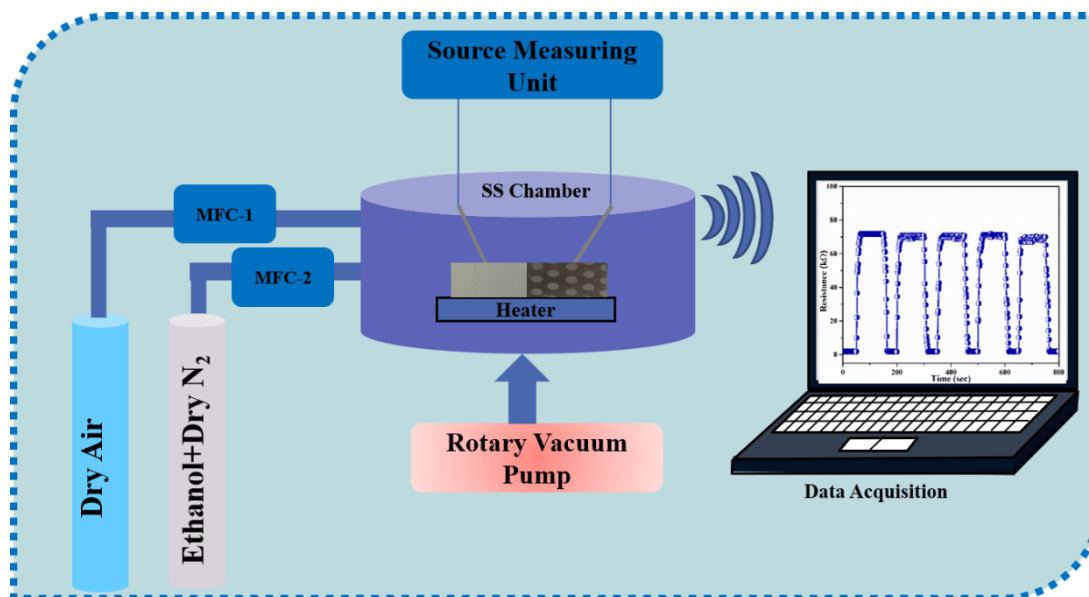 Source Measuring
Unit
SS Chamber
MFC-1
MFC-2
Heater
Dry Air
Ethanol+Dry N₂
Rotary Vacuum
Pump
100
80
60
40
20
0
Resistance (kΩ)
0 200 400 600 800
Time (sec)
Data Acquisition